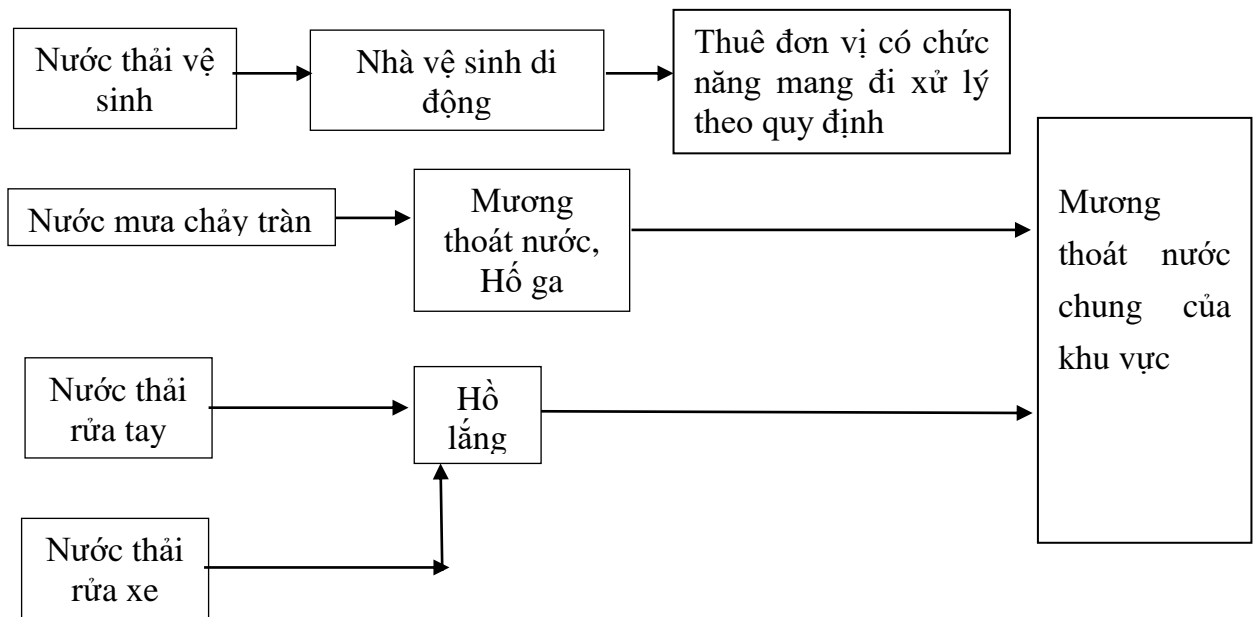 Nước thải vệ
sinh
Nhà vệ sinh di
động
Thuê đơn vị có chức
năng mang đi xử lý
theo quy định
Nước mưa chảy tràn
Mương
thoát nước,
Hố ga
Mương
thoát nước
chung của
khu vực
Nước thải
rửa tay
Hồ
lắng
Nước thải
rửa xe